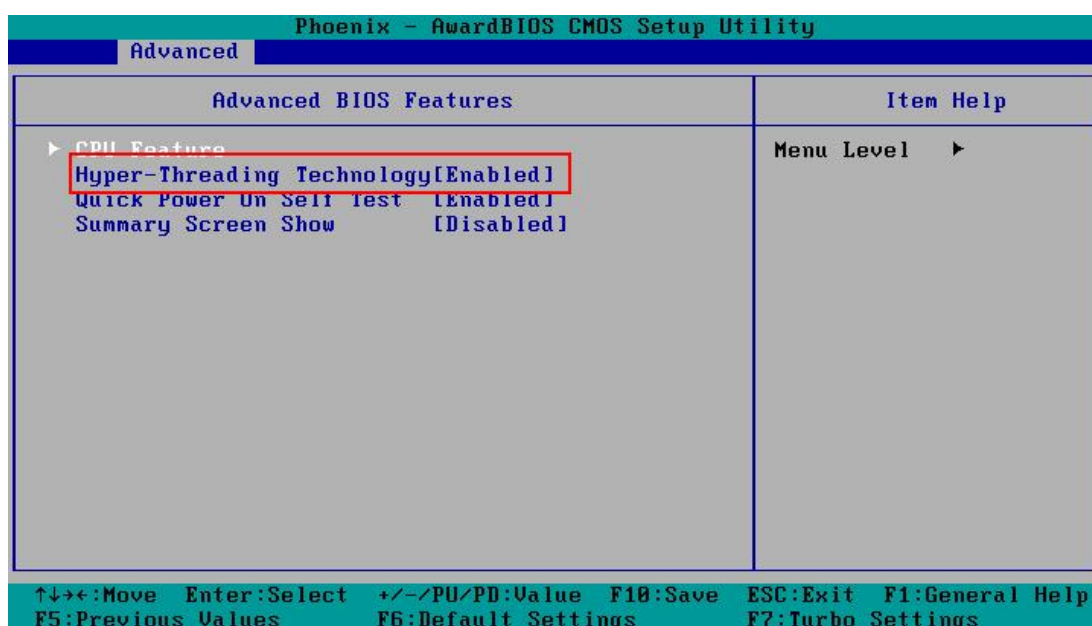 Phoenix - AwardBIOS CMOS Setup Utility
Advanced
Advanced BIOS Features
Item Help
▶ CPU Feature
Hyper-Threading Technology[Enabled]
Quick Power On Self Test [Enabled]
Summary Screen Show [Disabled]
Menu Level ▶
↑↓→←:Move Enter:Select +/-/PU/PD:Value F10:Save ESC:Exit F1:General Help
F5:Previous Values F6:Default Settings F7:Turbo Settings